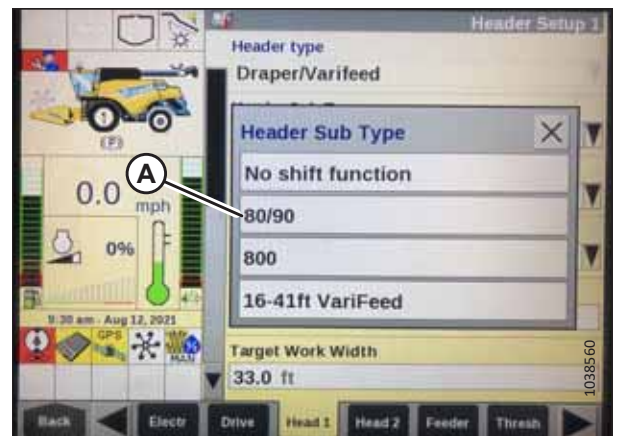 Header Setup 1
Header type
Draper/Varifeed
Header Sub Type
No shift function
80/90
800
16-41ft VariFeed
Target Work Width
33.0 ft
A
(P)
0.0 mph
0%
9:30 am - Aug 12, 2021
GPS
MAN
Back
Electr
Drive
Head 1
Head 2
Feeder
Thresh
1038560